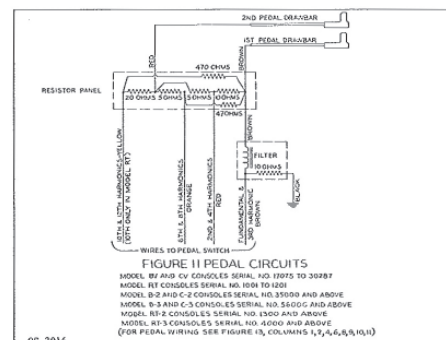 2ND PEDAL DRAWBAR
1ST PEDAL DRAWBAR
RED
BROWN
470 OHMS
RESISTOR PANEL
20 OHMS
5 OHMS
5 OHMS
470HMS
BROWN
FILTER
10 OHMS
BLACK
10TH & 12TH HARMONICS-YELLOW
(10TH ONLY IN MODEL RT)
6TH & 8TH HARMONICS
ORANGE
2ND & 4TH HARMONICS
RED
FUNDAMENTAL &
3RD HARMONIC
BROWN
WIRES TO PEDAL SWITCH
FIGURE 11 PEDAL CIRCUITS
MODEL BV AND CV CONSOLES SERIAL NO. 17075 TO 30287
MODEL RT CONSOLES SERIAL NO. 1001 TO 1201
MODEL B-2 AND C-2 CONSOLES SERIAL NO. 35000 AND ABOVE
MODEL B-3 AND C-3 CONSOLES SERIAL NO. 56000 AND ABOVE
MODEL RT-2 CONSOLES SERIAL NO. 1300 AND ABOVE
MODEL RT-3 CONSOLES SERIAL NO. 4000 AND ABOVE
(FOR PEDAL WIRING SEE FIGURE 13, COLUMNS 1,2,4,6,8,9,10,11)